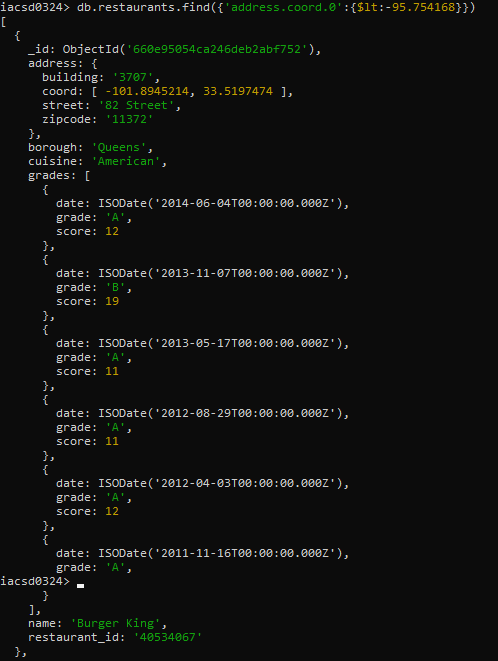 iacsd0324> db.restaurants.find({'address.coord.0':{$lt:-95.754168}})
[
  {
    _id: ObjectId('660e95054ca246deb2abf752'),
    address: {
      building: '3707',
      coord: [ -101.8945214, 33.5197474 ],
      street: '82 Street',
      zipcode: '11372'
    },
    borough: 'Queens',
    cuisine: 'American',
    grades: [
      {
        date: ISODate('2014-06-04T00:00:00.000Z'),
        grade: 'A',
        score: 12
      },
      {
        date: ISODate('2013-11-07T00:00:00.000Z'),
        grade: 'B',
        score: 19
      },
      {
        date: ISODate('2013-05-17T00:00:00.000Z'),
        grade: 'A',
        score: 11
      },
      {
        date: ISODate('2012-08-29T00:00:00.000Z'),
        grade: 'A',
        score: 11
      },
      {
        date: ISODate('2012-04-03T00:00:00.000Z'),
        grade: 'A',
        score: 12
      },
      {
        date: ISODate('2011-11-16T00:00:00.000Z'),
        grade: 'A',
iacsd0324> _
      }
    ],
    name: 'Burger King',
    restaurant_id: '40534067'
  },